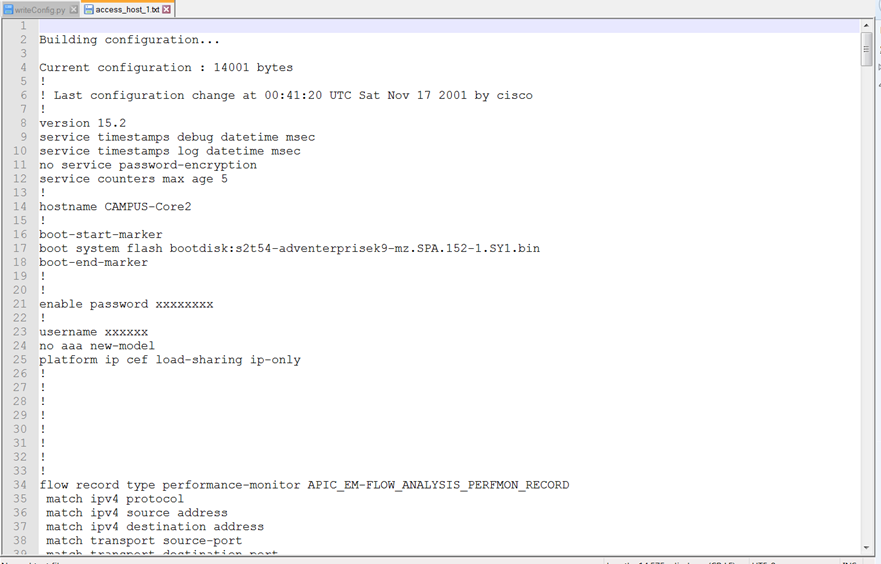 writeConfig.py access_host_1.txt
1
2 Building configuration...
3
4 Current configuration : 14001 bytes
5 !
6 ! Last configuration change at 00:41:20 UTC Sat Nov 17 2001 by cisco
7 !
8 version 15.2
9 service timestamps debug datetime msec
10 service timestamps log datetime msec
11 no service password-encryption
12 service counters max age 5
13 !
14 hostname CAMPUS-Core2
15 !
16 boot-start-marker
17 boot system flash bootdisk:s2t54-adventerprisek9-mz.SPA.152-1.SY1.bin
18 boot-end-marker
19 !
20 !
21 enable password xxxxxxxx
22 !
23 username xxxxxx
24 no aaa new-model
25 platform ip cef load-sharing ip-only
26 !
27 !
28 !
29 !
30 !
31 !
32 !
33 !
34 flow record type performance-monitor APIC_EM-FLOW_ANALYSIS_PERFMON_RECORD
35 match ipv4 protocol
36 match ipv4 source address
37 match ipv4 destination address
38 match transport source-port
39 match transport destination-port